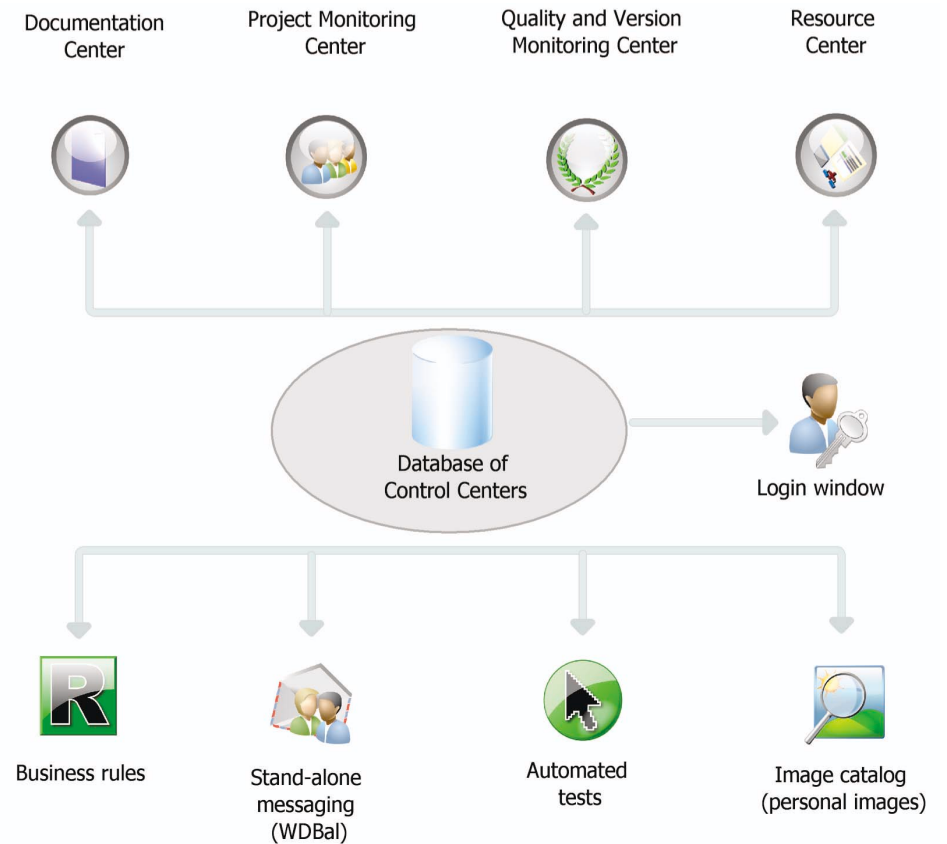 Documentation
Center
Project Monitoring
Center
Quality and Version
Monitoring Center
Resource
Center
Database of
Control Centers
Login window
R
Business rules
Stand-alone
messaging
(WDBal)
Automated
tests
Image catalog
(personal images)